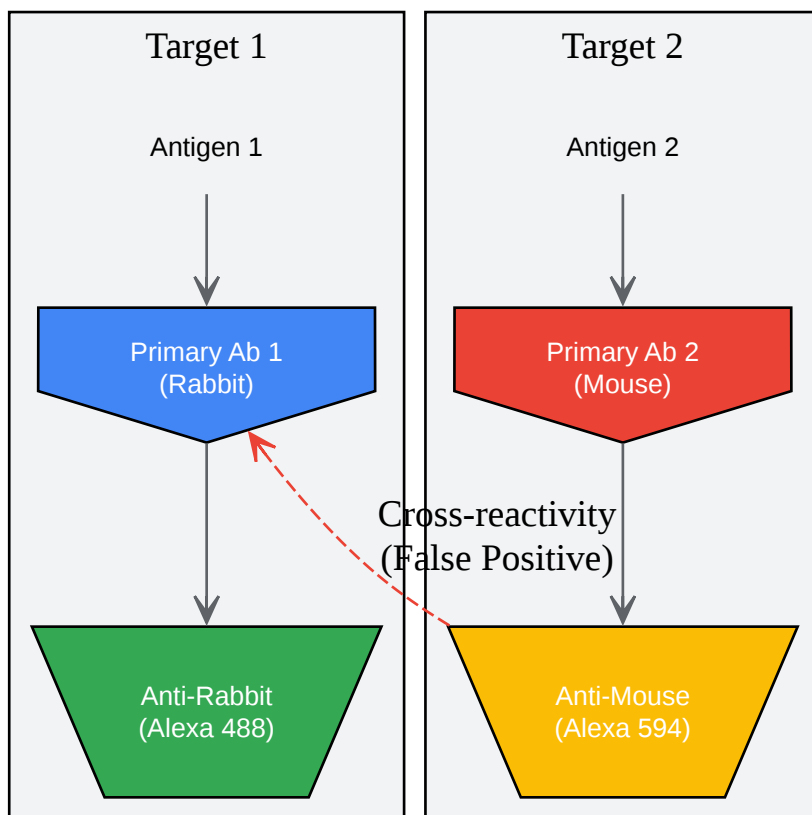 Target 1
Antigen 1
Primary Ab 1
(Rabbit)
Anti-Rabbit
(Alexa 488)
Target 2
Antigen 2
Primary Ab 2
(Mouse)
Cross-reactivity
(False Positive)
Anti-Mouse
(Alexa 594)